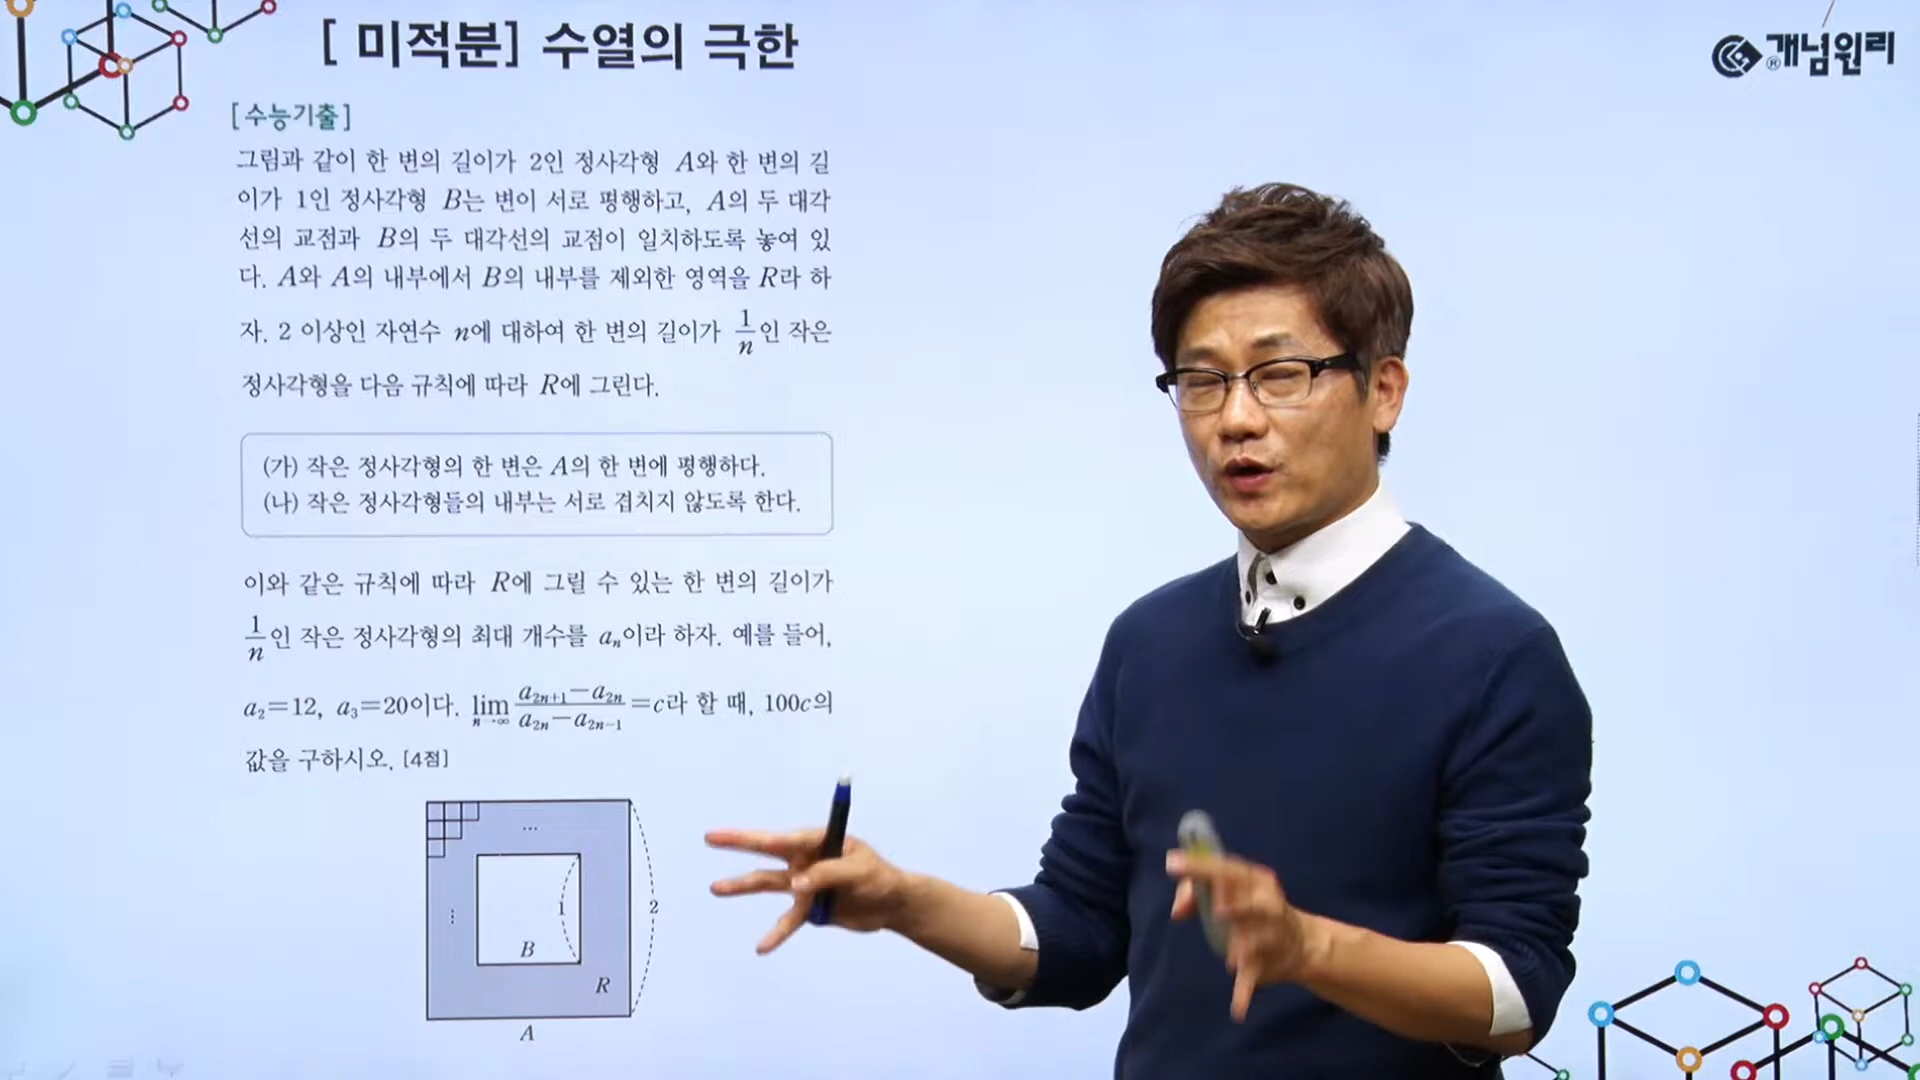 [ 미적분] 수열의 극한
개념원리
®
[수능기출]
그림과 같이 한 변의 길이가 2인 정사각형 A와 한 변의 길
이가 1인 정사각형 B는 변이 서로 평행하고, A의 두 대각
선의 교점과 B의 두 대각선의 교점이 일치하도록 놓여 있
다. A와 A의 내부에서 B의 내부를 제외한 영역을 R라 하
자. 2 이상인 자연수 n에 대하여 한 변의 길이가 1/n인 작은
정사각형을 다음 규칙에 따라 R에 그린다.
(가) 작은 정사각형의 한 변은 A의 한 변에 평행하다.
(나) 작은 정사각형들의 내부는 서로 겹치지 않도록 한다.
이와 같은 규칙에 따라 R에 그릴 수 있는 한 변의 길이가
1/n인 작은 정사각형의 최대 개수를 aₙ이라 하자. 예를 들어,
a₂=12, a₃=20이다. lim n→∞ (a₂ₙ₊₁−a₂ₙ)/(a₂ₙ−a₂ₙ₋₁)=c라 할 때, 100c의
값을 구하시오. [4점]
…
⋮
1
2
B
R
A